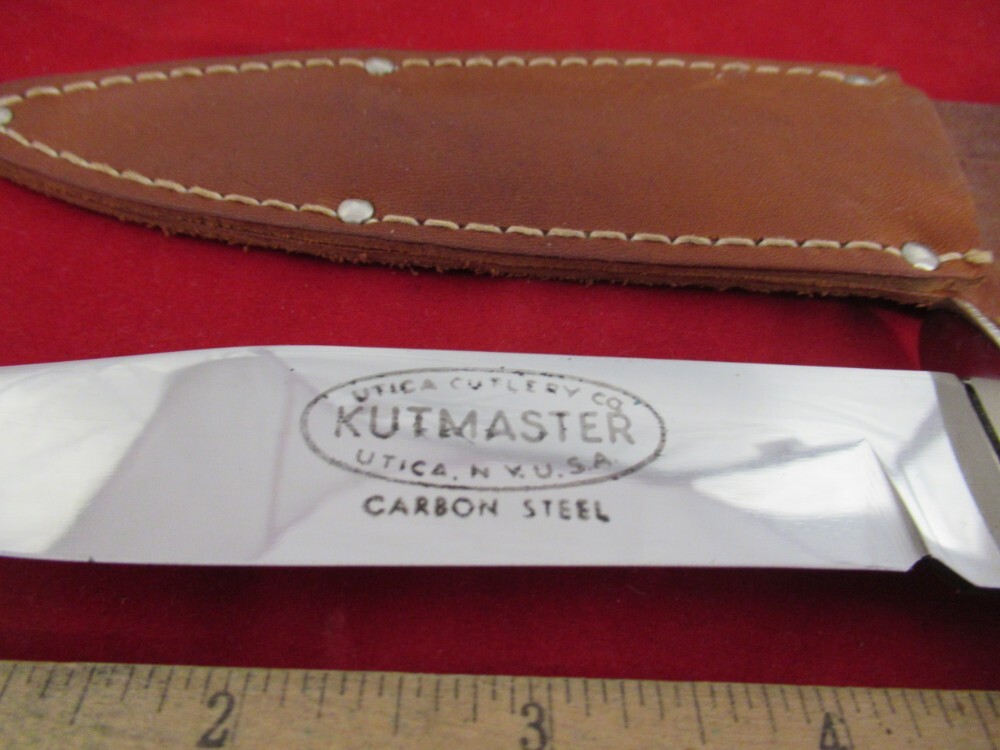 UTICA CUTLERY CO.
KUTMASTER
UTICA, N.Y. U.S.A.
CARBON STEEL
2 3 4